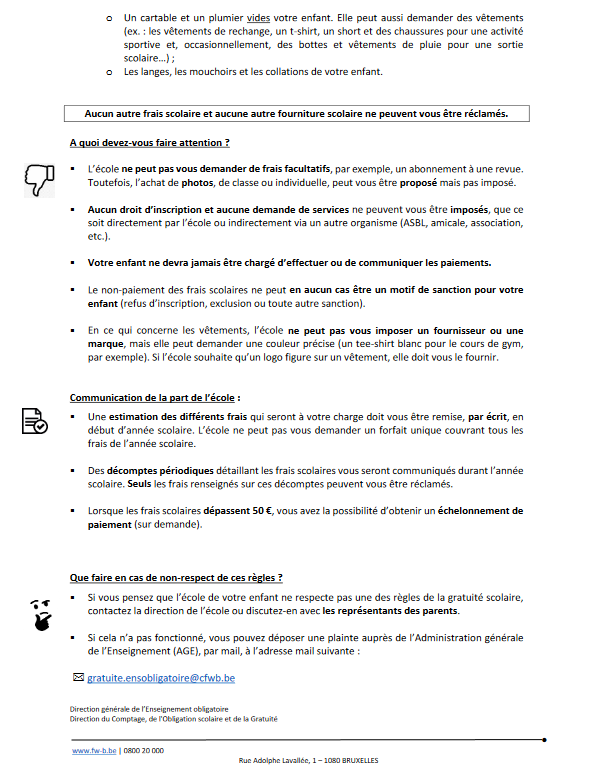 o Un cartable et un plumier vides votre enfant. Elle peut aussi demander des vêtements
(ex. : les vêtements de rechange, un t-shirt, un short et des chaussures pour une activité
sportive et, occasionnellement, des bottes et vêtements de pluie pour une sortie
scolaire...) ;
o Les langes, les mouchoirs et les collations de votre enfant.
Aucun autre frais scolaire et aucune autre fourniture scolaire ne peuvent vous être réclamés.
A quoi devez-vous faire attention ?
▪ L'école ne peut pas vous demander de frais facultatifs, par exemple, un abonnement à une revue.
Toutefois, l'achat de photos, de classe ou individuelle, peut vous être proposé mais pas imposé.
▪ Aucun droit d'inscription et aucune demande de services ne peuvent vous être imposés, que ce
soit directement par l'école ou indirectement via un autre organisme (ASBL, amicale, association,
etc.).
▪ Votre enfant ne devra jamais être chargé d'effectuer ou de communiquer les paiements.
▪ Le non-paiement des frais scolaires ne peut en aucun cas être un motif de sanction pour votre
enfant (refus d'inscription, exclusion ou toute autre sanction).
▪ En ce qui concerne les vêtements, l'école ne peut pas vous imposer un fournisseur ou une
marque, mais elle peut demander une couleur précise (un tee-shirt blanc pour le cours de gym,
par exemple). Si l'école souhaite qu'un logo figure sur un vêtement, elle doit vous le fournir.
Communication de la part de l'école :
▪ Une estimation des différents frais qui seront à votre charge doit vous être remise, par écrit, en
début d'année scolaire. L'école ne peut pas vous demander un forfait unique couvrant tous les
frais de l'année scolaire.
▪ Des décomptes périodiques détaillant les frais scolaires vous seront communiqués durant l'année
scolaire. Seuls les frais renseignés sur ces décomptes peuvent vous être réclamés.
▪ Lorsque les frais scolaires dépassent 50 €, vous avez la possibilité d'obtenir un échelonnement de
paiement (sur demande).
Que faire en cas de non-respect de ces règles ?
▪ Si vous pensez que l'école de votre enfant ne respecte pas une des règles de la gratuité scolaire,
contactez la direction de l'école ou discutez-en avec les représentants des parents.
▪ Si cela n'a pas fonctionné, vous pouvez déposer une plainte auprès de l'Administration générale
de l'Enseignement (AGE), par mail, à l'adresse mail suivante :
gratuite.ensobligatoire@cfwb.be
Direction générale de l'Enseignement obligatoire
Direction du Comptage, de l'Obligation scolaire et de la Gratuité
www.fw-b.be | 0800 20 000
Rue Adolphe Lavallée, 1 – 1080 BRUXELLES